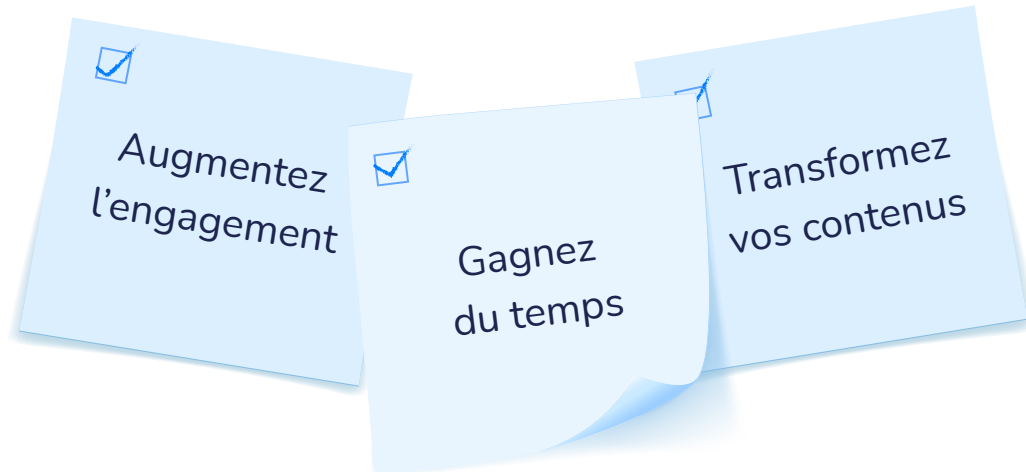 Augmentez
l’engagement
Gagnez
du temps
Transformez
vos contenus